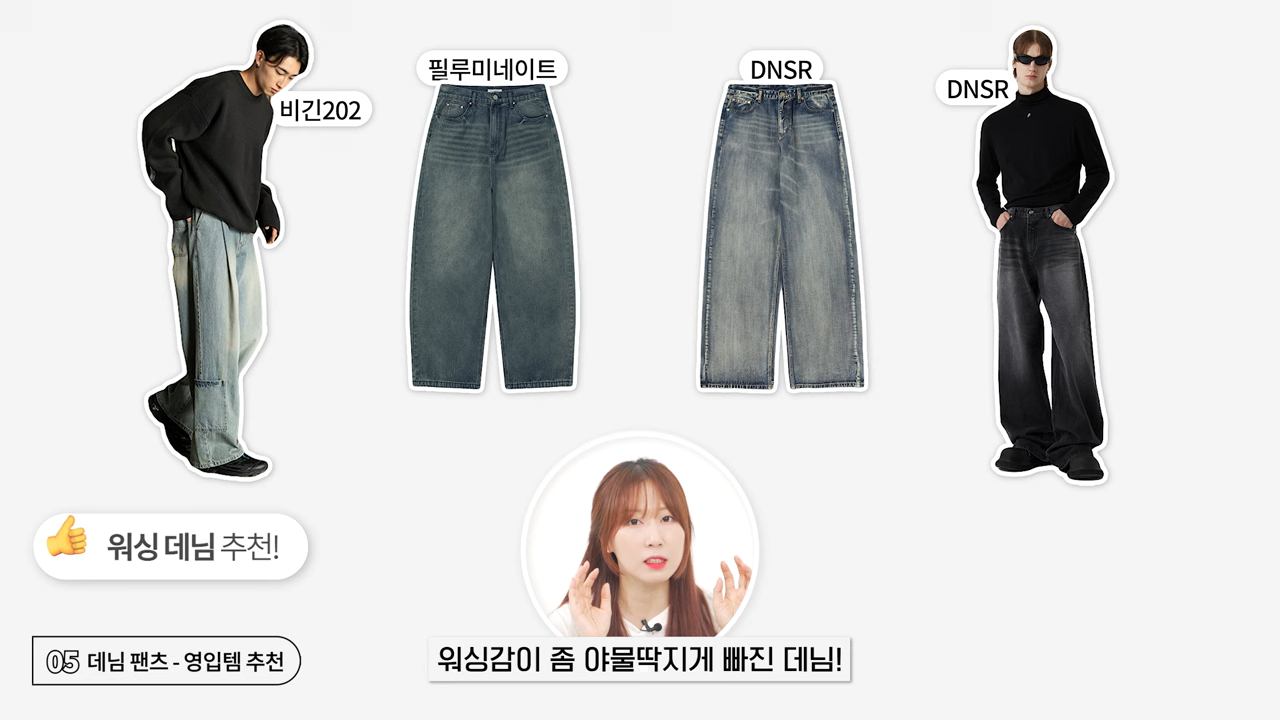 비긴202
필루미네이트
DNSR
DNSR
워싱 데님 추천!
05 데님 팬츠 - 영입템 추천
워싱감이 좀 야물딱지게 빠진 데님!